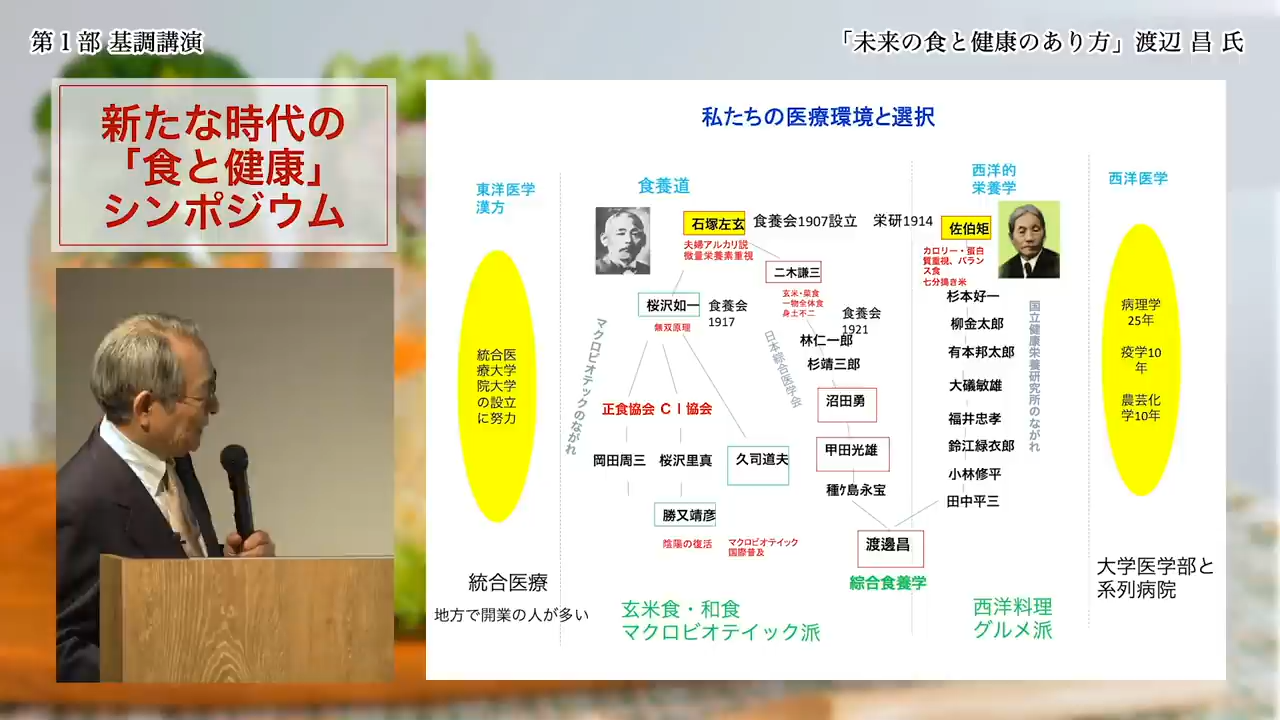 第１部 基調講演
「未来の食と健康のあり方」渡辺 昌 氏
新たな時代の
「食と健康」
シンポジウム
私たちの医療環境と選択
東洋医学
漢方
食養道
西洋的
栄養学
西洋医学
石塚左玄
食養会1907設立 栄研1914
佐伯矩
夫婦アルカリ説
微量栄養素重視
カロリー・蛋白
質重視、バラン
ス食
七分搗き米
二木謙三
玄米・菜食
一物全体食
身土不二
桜沢如一
食養会
1917
無双原理
食養会
1921
マクロビオテックのながれ
日本綜合医学会
林仁一郎
杉靖三郎
沼田勇
甲田光雄
種ケ島永宝
杉本好一
柳金太郎
有本邦太郎
大磯敏雄
福井忠孝
鈴江緑衣郎
小林修平
田中平三
国立健康栄養研究所のながれ
統合医
療大学
院大学
の設立
に努力
病理学
25年
疫学10
年
農芸化
学10年
正食協会 ＣＩ協会
岡田周三
桜沢里真
久司道夫
勝又靖彦
陰陽の復活
マクロビオテイック
国際普及
渡邊昌
綜合食養学
統合医療
地方で開業の人が多い
玄米食・和食
マクロビオテイック派
西洋料理
グルメ派
大学医学部と
系列病院